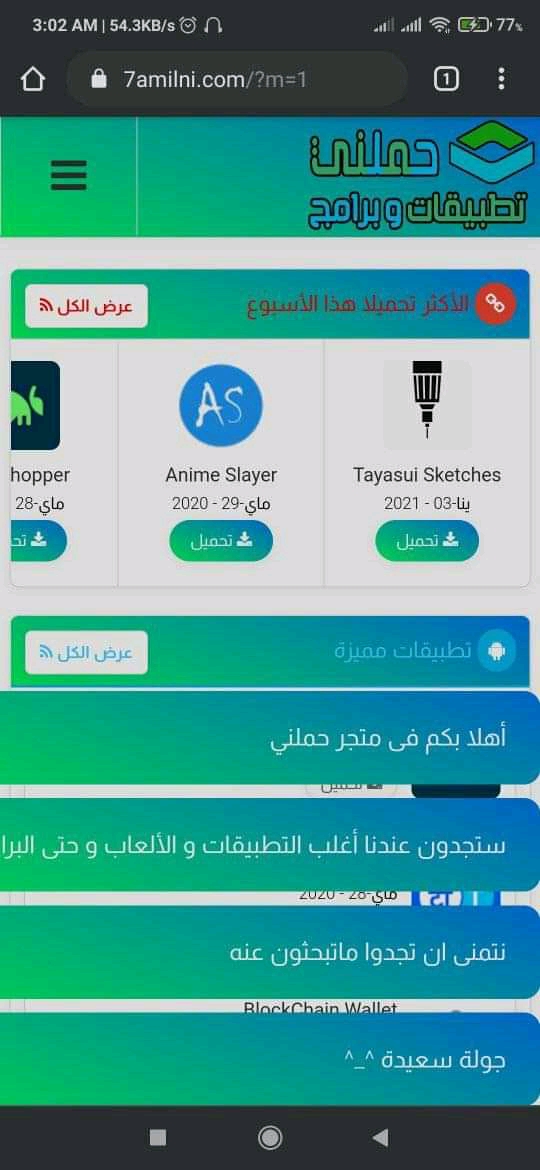 3:02 AM | 54.3KB/s
77%
7amilni.com/?m=1
1
حملني
تطبيقات و برامج
الأكثر تحميلا هذا الأسبوع
عرض الكل
Tayasui Sketches
Anime Slayer
hopper
ينا-03 - 2021
ماي-29 - 2020
ماي-28
تحميل
تحميل
تح
تطبيقات مميزة
عرض الكل
أهلا بكم فى متجر حملني
تحميل
ستجدون عندنا أغلب التطبيقات و الألعاب و حتى البرا
ماي-28 - 2020
نتمنى ان تجدوا ماتبحثون عنه
BlockChain Wallet
جولة سعيدة ^_^